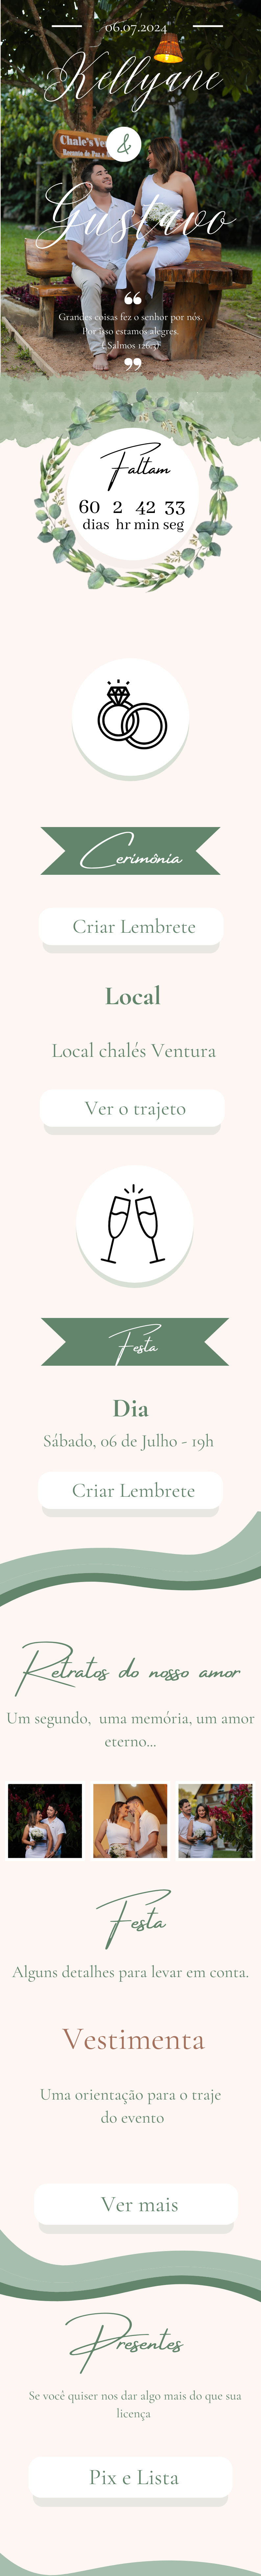 06.07.2024
Kellyane
&
Chalé's Ve
Gustavo
“
Grandes coisas fez o senhor por nós.
Por isso estamos alegres.
( Salmos 126:3)
”
Faltam
60 2 42 33
dias hr min seg
Cerimônia
Criar Lembrete
Local
Local chalés Ventura
Ver o trajeto
Festa
Dia
Sábado, 06 de Julho - 19h
Criar Lembrete
Retratos do nosso amor
Um segundo, uma memória, um amor
eterno...
Festa
Alguns detalhes para levar em conta.
Vestimenta
Uma orientação para o traje
do evento
Ver mais
Presentes
Se você quiser nos dar algo mais do que sua
licença
Pix e Lista